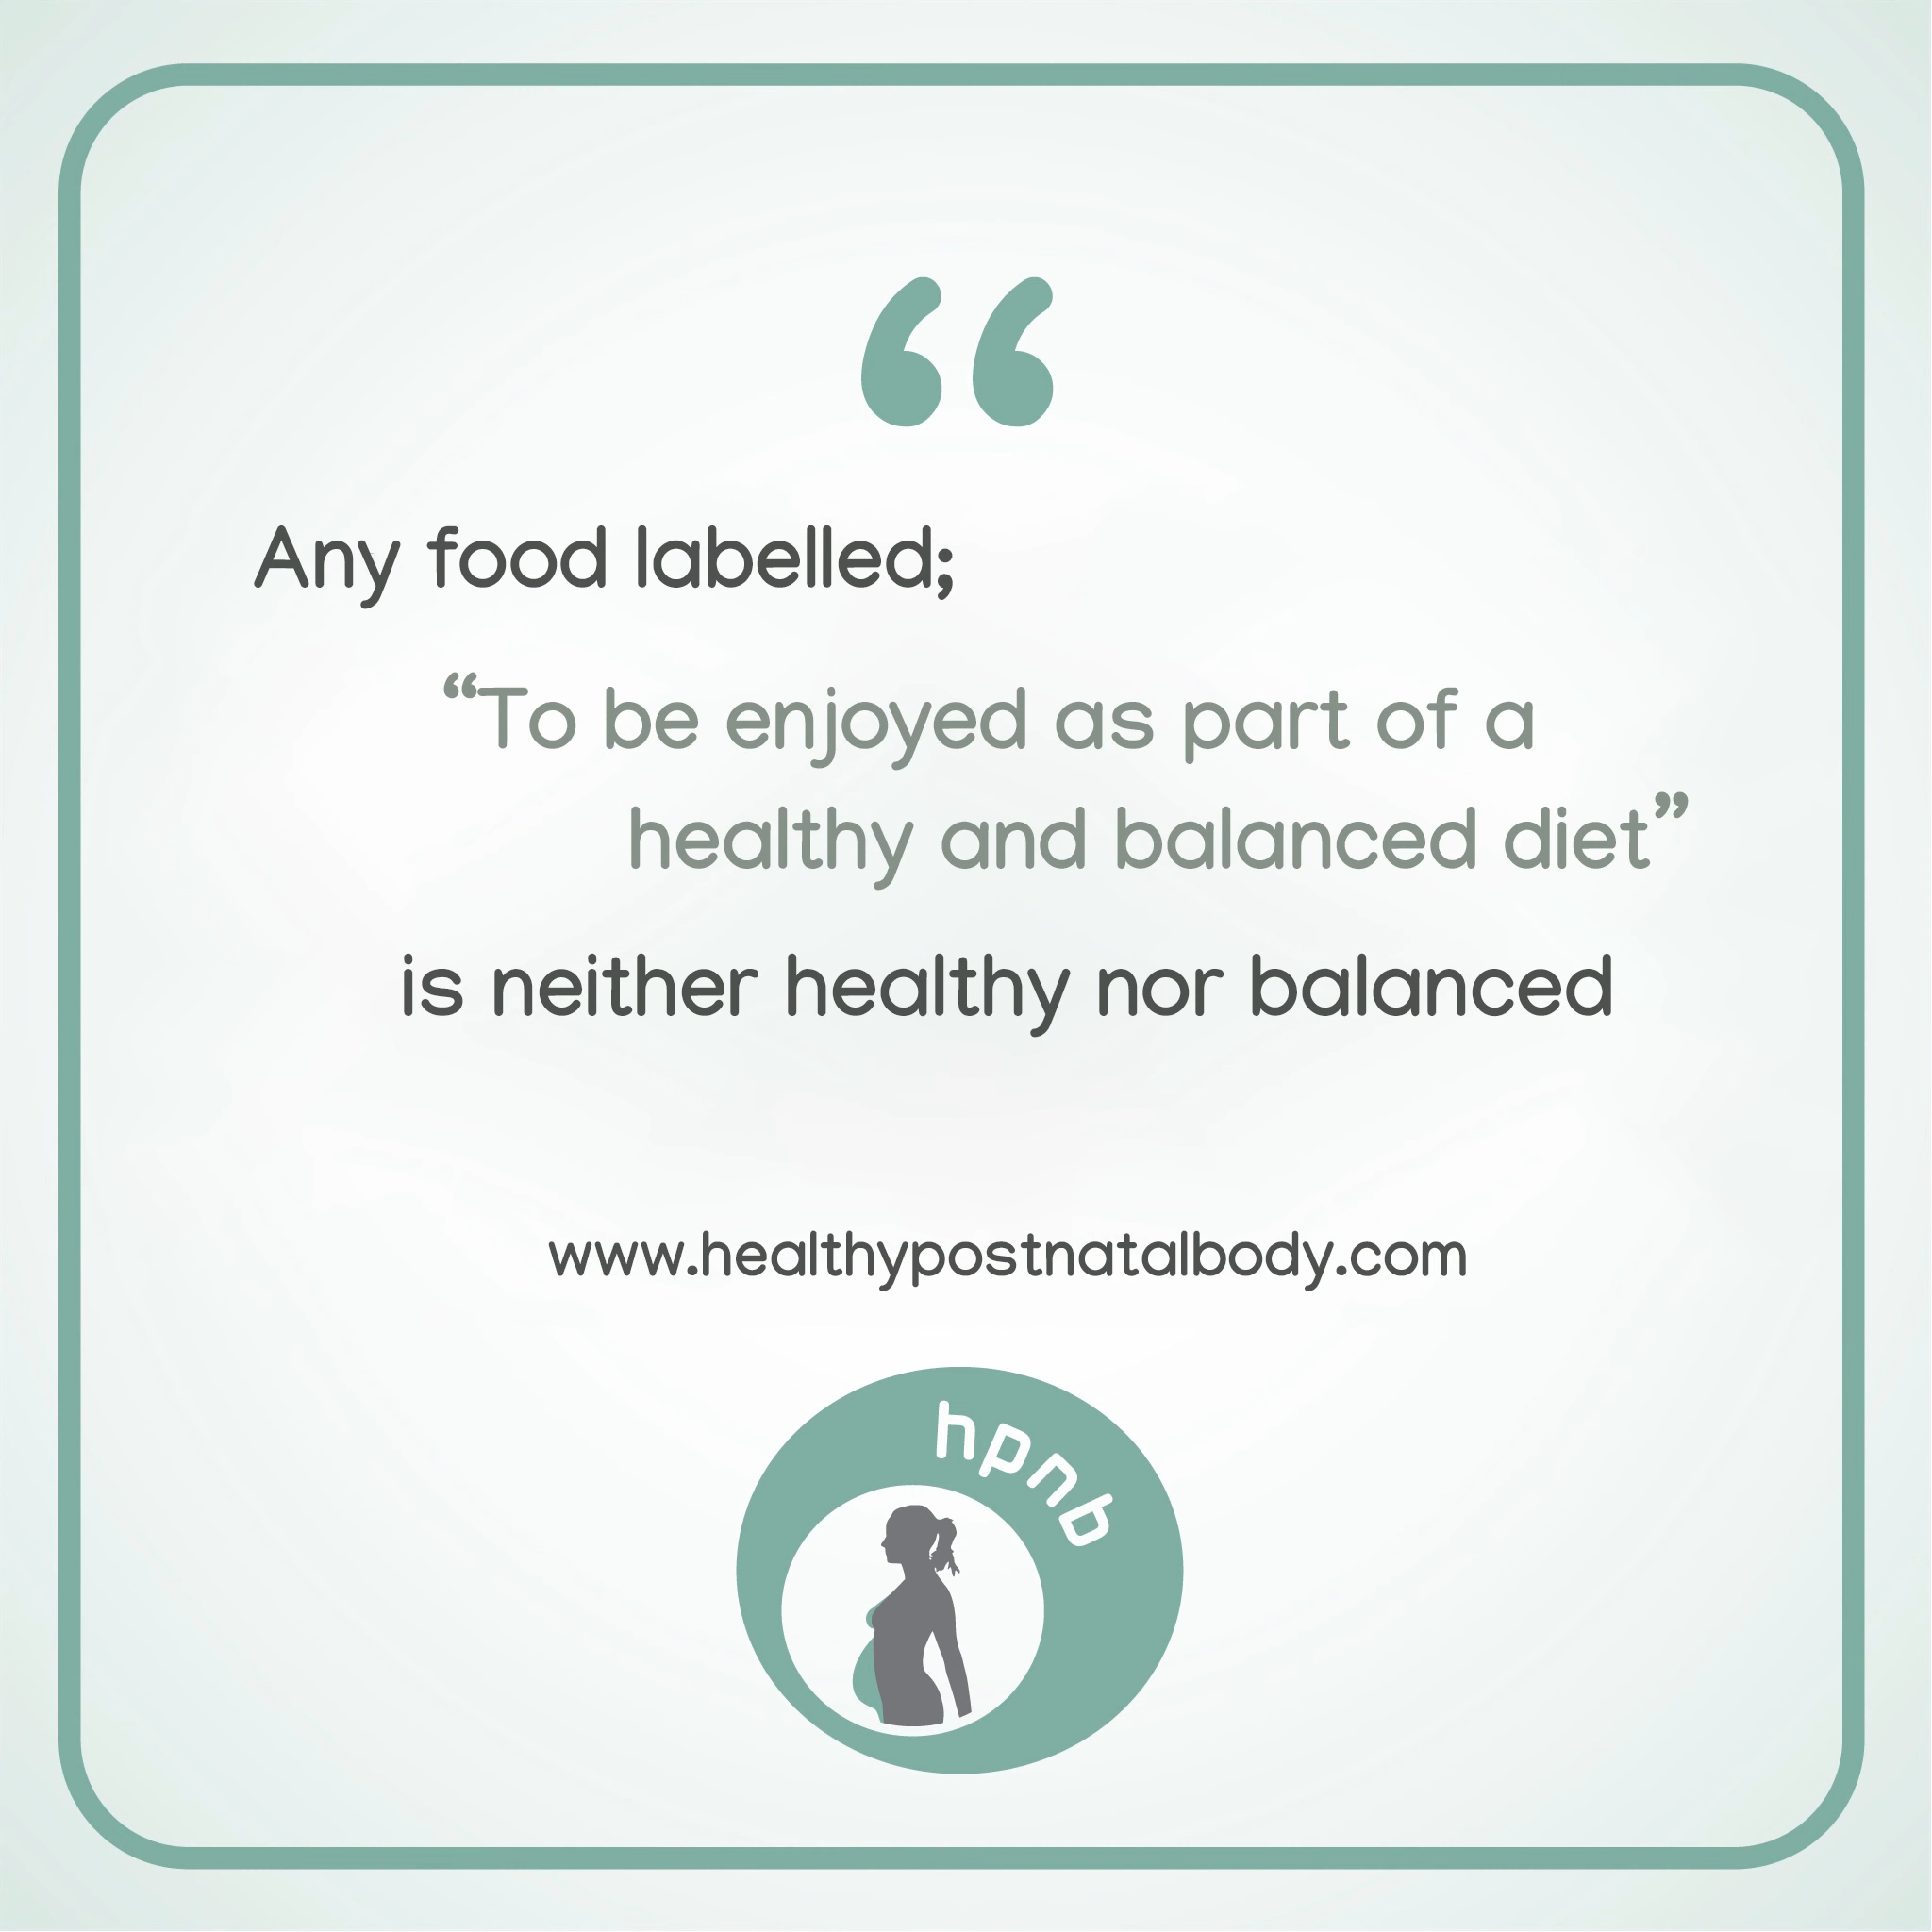 “
Any food labelled;
“To be enjoyed as part of a
healthy and balanced diet”
is neither healthy nor balanced
www.healthypostnatalbody.com
hpnb